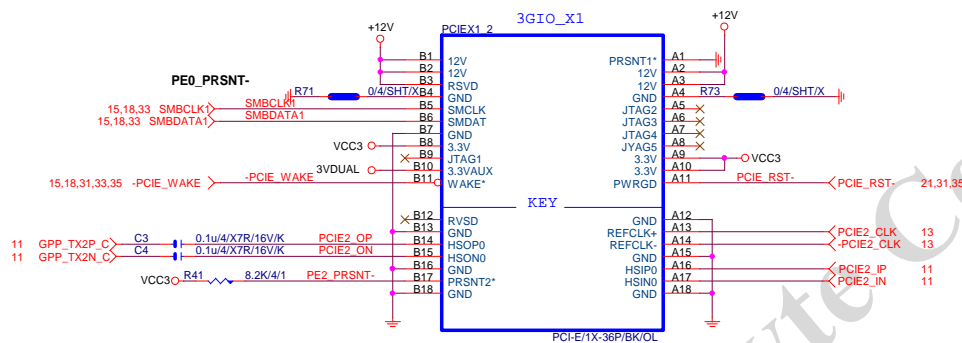 3GIO_X1
+12V
+12V
PCIEX1_2
PE0_PRSNT-
B1 12V PRSNT1* A1
B2 12V 12V A2
B3 RSVD 12V A3
R71 0/4/SHT/X B4 GND GND A4 R73 0/4/SHT/X
15,18,33 SMBCLK1 SMBCLK1 B5 SMCLK JTAG2 A5
15,18,33 SMBDATA1 SMBDATA1 B6 SMDAT JTAG3 A6
B7 GND JTAG4 A7
VCC3 B8 3.3V JYAG5 A8
B9 JTAG1 3.3V A9 VCC3
3VDUAL B10 3.3VAUX 3.3V A10
15,18,31,33,35 -PCIE_WAKE -PCIE_WAKE B11 WAKE* PWRGD A11 PCIE_RST- PCIE_RST- 21,31,35
KEY
B12 RVSD GND A12
B13 GND REFCLK+ A13 PCIE2_CLK 13
11 GPP_TX2P_C C3 0.1u/4/X7R/16V/K PCIE2_OP B14 HSOP0 REFCLK- A14 -PCIE2_CLK 13
11 GPP_TX2N_C C4 0.1u/4/X7R/16V/K PCIE2_ON B15 HSON0 GND A15
B16 GND HSIP0 A16 PCIE2_IP 11
VCC3 R41 8.2K/4/1 PE2_PRSNT- B17 PRSNT2* HSIN0 A17 PCIE2_IN 11
B18 GND GND A18
PCI-E/1X-36P/BK/OL